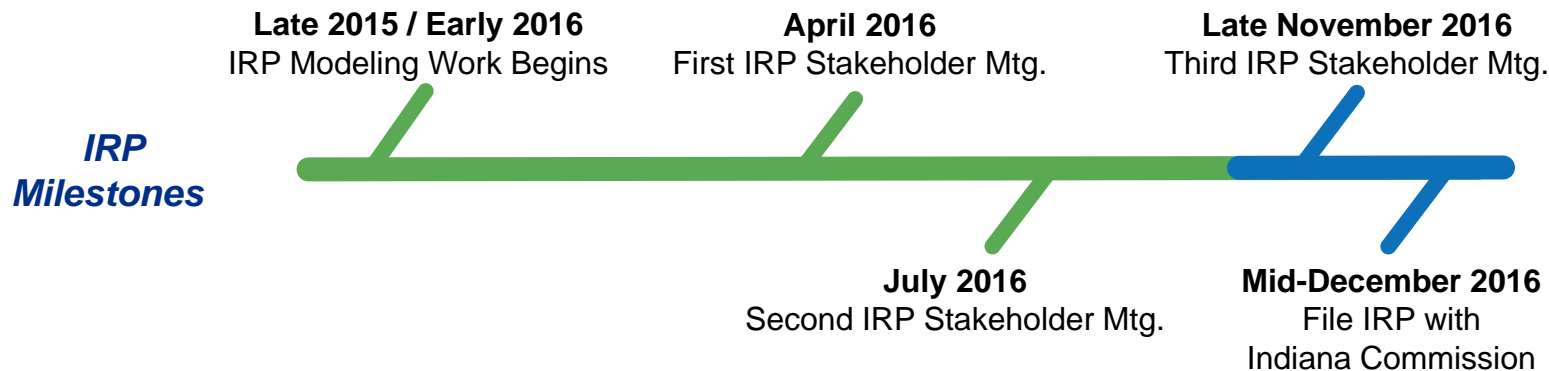 Late 2015 / Early 2016
IRP Modeling Work Begins
April 2016
First IRP Stakeholder Mtg.
Late November 2016
Third IRP Stakeholder Mtg.
IRP
Milestones
July 2016
Second IRP Stakeholder Mtg.
Mid-December 2016
File IRP with
Indiana Commission